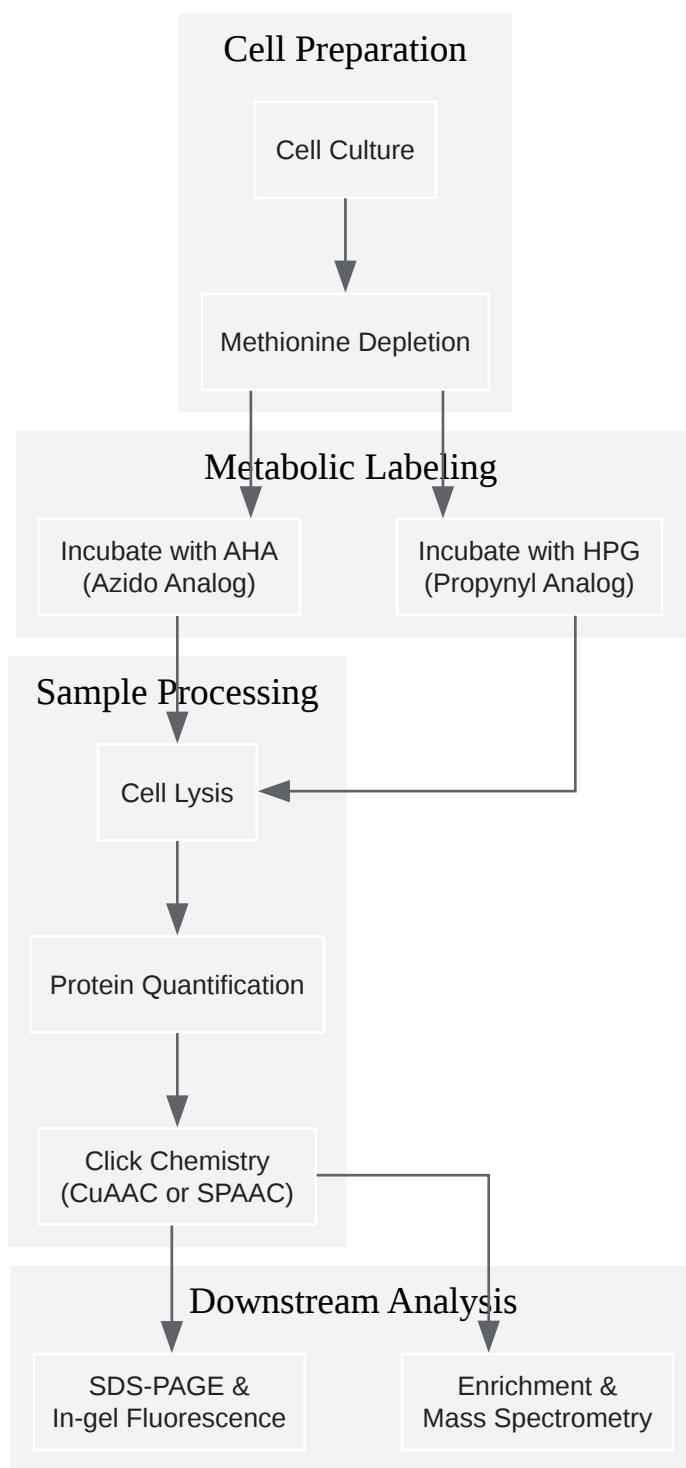 Cell Preparation
Cell Culture
Methionine Depletion
Metabolic Labeling
Incubate with AHA
(Azido Analog)
Incubate with HPG
(Propynyl Analog)
Sample Processing
Cell Lysis
Protein Quantification
Click Chemistry
(CuAAC or SPAAC)
Downstream Analysis
SDS-PAGE &
In-gel Fluorescence
Enrichment &
Mass Spectrometry